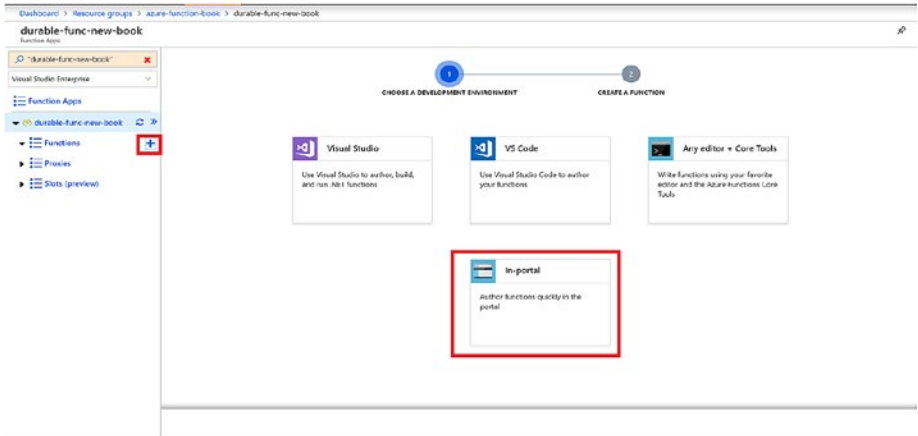 Dashboard > Resource groups > azure-function-book > durable-func-new-book
durable-func-new-book
Function Apps
"durable-func-new-book"
Visual Studio Enterprise
Function Apps
durable-func-new-book
Functions
Proxies
Slots (preview)
1
2
CHOOSE A DEVELOPMENT ENVIRONMENT
CREATE A FUNCTION
Visual Studio
Use Visual Studio to author, build,
and run .NET functions
VS Code
Use Visual Studio Code to author
your functions
Any editor + Core Tools
Write functions using your favorite
editor and the Azure Functions Core
Tools
In-portal
Author functions quickly in the
portal